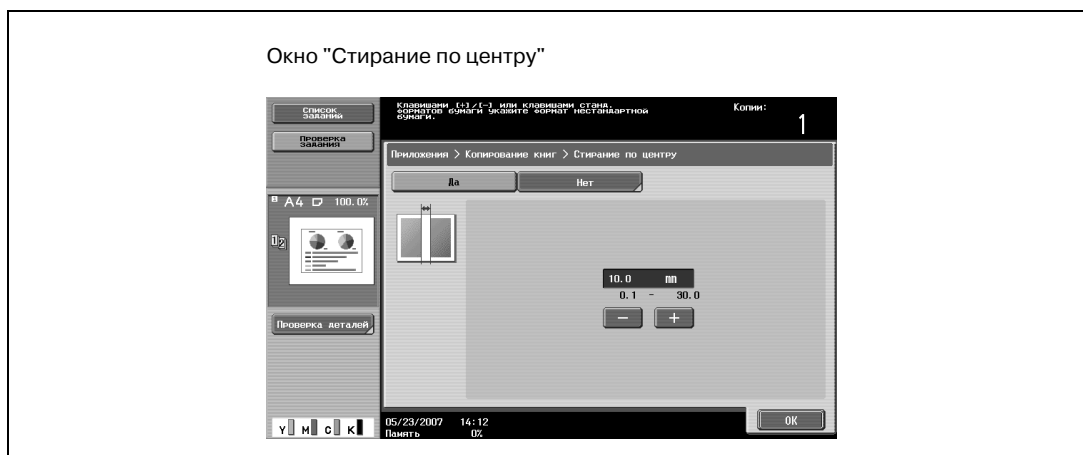 Окно "Стирание по центру"
Список
заданий
Проверка
задания
Клавишами [+]/[-] или клавишами станд.
форматов бумаги укажите формат нестандартной
бумаги.
Копии:
1
Приложения > Копирование книг > Стирание по центру
Да
Нет
A4 100.0%
12
10.0 mm
0.1 - 30.0
− +
Проверка деталей
Y M C K
05/23/2007 14:12
Память 0%
OK